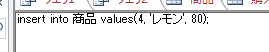 insert into 商品 values(4, 'レモン', 80);